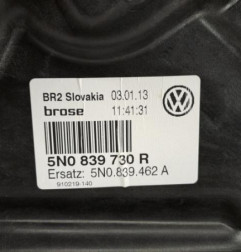 BR2 Slovakia 03.01.13
brose 11:41:31
5N0 839 730 R
Ersatz: 5N0.839.462 A
910219-140